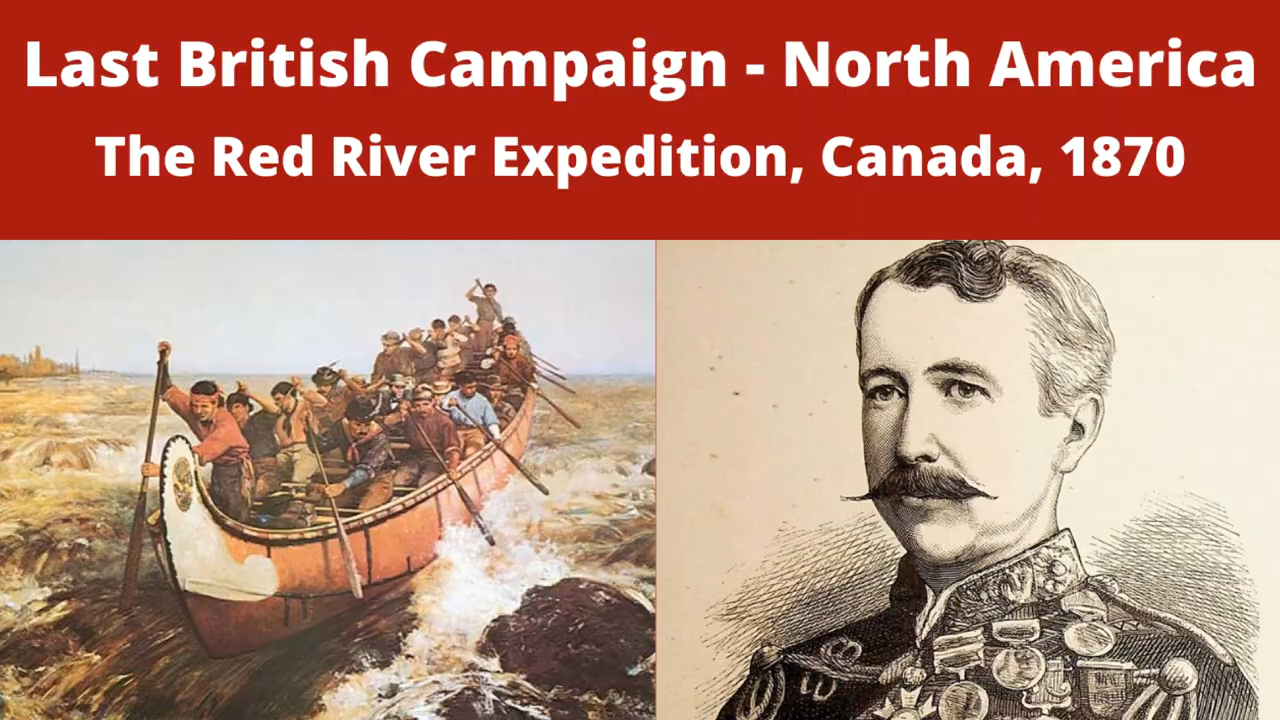 Last British Campaign - North America
The Red River Expedition, Canada, 1870